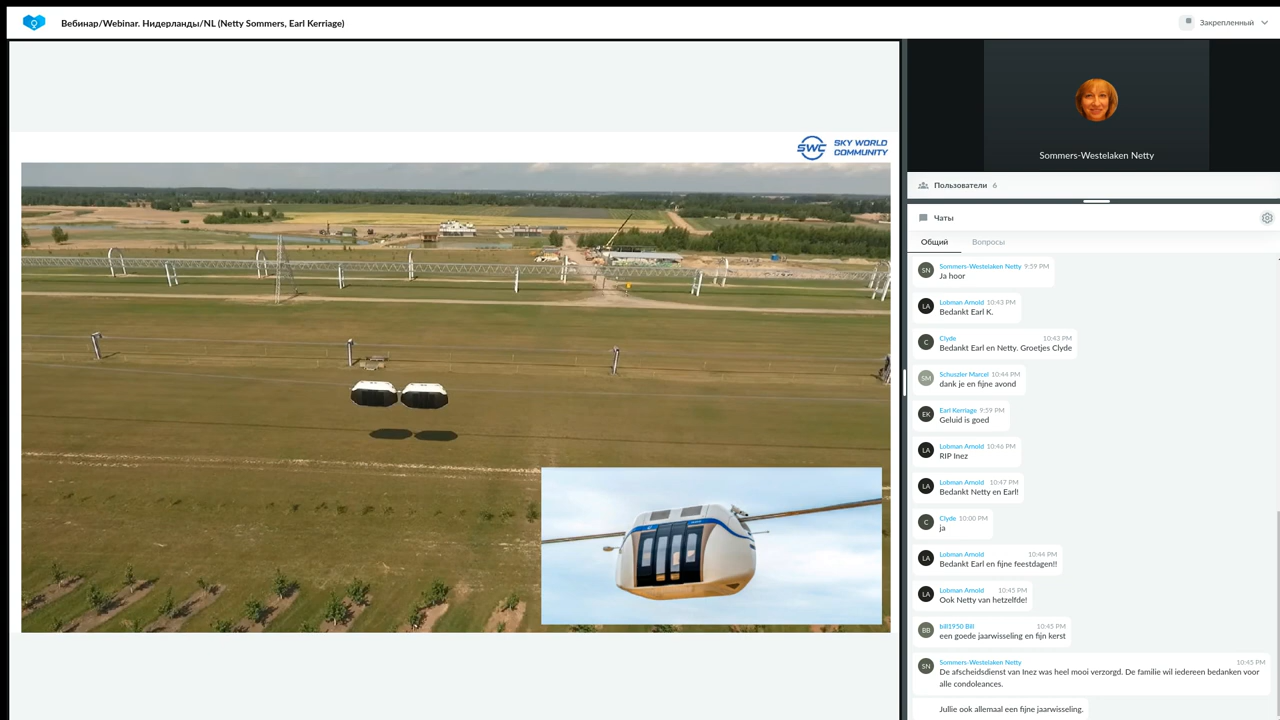 Вебинар/Webinar. Нидерланды/NL (Netty Sommers, Earl Kerriage)
Закрепленный
SWC SKY WORLD
COMMUNITY
Sommers-Westelaken Netty
Пользователи 6
Чаты
Общий Вопросы
SN Sommers-Westelaken Netty 9:59 PM
Ja hoor
LA Lobman Arnold 10:43 PM
Bedankt Earl K.
C Clyde 10:43 PM
Bedankt Earl en Netty. Groetjes Clyde
SM Schuszler Marcel 10:44 PM
dank je en fijne avond
EK Earl Kerriage 9:59 PM
Geluid is goed
LA Lobman Arnold 10:46 PM
RIP Inez
LA Lobman Arnold 10:47 PM
Bedankt Netty en Earl!
C Clyde 10:00 PM
ja
LA Lobman Arnold 10:44 PM
Bedankt Earl en fijne feestdagen!!
LA Lobman Arnold 10:45 PM
Ook Netty van hetzelfde!
BB bill1950 Bill 10:45 PM
een goede jaarwisseling en fijn kerst
SN Sommers-Westelaken Netty 10:45 PM
De afscheidsdienst van Inez was heel mooi verzorgd. De familie wil iedereen bedanken voor
alle condoleances.
Jullie ook allemaal een fijne jaarwisseling.